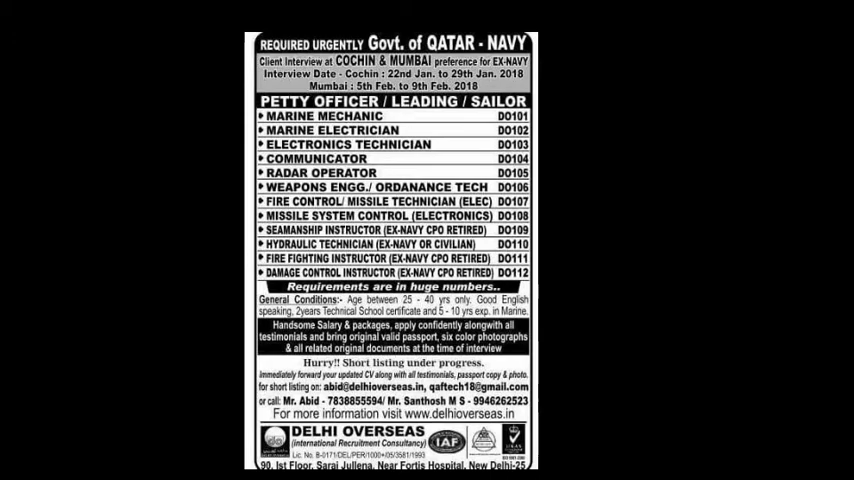 REQUIRED URGENTLY Govt. of QATAR - NAVY
Client Interview at COCHIN & MUMBAI preference for EX-NAVY
Interview Date - Cochin : 22nd Jan. to 29th Jan. 2018
Mumbai : 5th Feb. to 9th Feb. 2018
PETTY OFFICER / LEADING / SAILOR
MARINE MECHANIC DO101
MARINE ELECTRICIAN DO102
ELECTRONICS TECHNICIAN DO103
COMMUNICATOR DO104
RADAR OPERATOR DO105
WEAPONS ENGG./ ORDANANCE TECH DO106
FIRE CONTROL/ MISSILE TECHNICIAN (ELEC) DO107
MISSILE SYSTEM CONTROL (ELECTRONICS) DO108
SEAMANSHIP INSTRUCTOR (EX-NAVY CPO RETIRED) DO109
HYDRAULIC TECHNICIAN (EX-NAVY OR CIVILIAN) DO110
FIRE FIGHTING INSTRUCTOR (EX-NAVY CPO RETIRED) DO111
DAMAGE CONTROL INSTRUCTOR (EX-NAVY CPO RETIRED) DO112
Requirements are in huge numbers..
General Conditions:- Age between 25 - 40 yrs only. Good English
speaking, 2years Technical School certificate and 5 - 10 yrs exp. in Marine.
Handsome Salary & packages, apply confidently alongwith all
testimonials and bring original valid passport, six color photographs
& all related original documents at the time of interview
Hurry!! Short listing under progress.
Immediately forward your updated CV along with all testimonials, passport copy & photo.
for short listing on: abid@delhioverseas.in, qaftech18@gmail.com
or call: Mr. Abid - 7838855594/ Mr. Santhosh M S - 9946262523
For more information visit www.delhioverseas.in
DELHI OVERSEAS
(International Recruitment Consultancy)
IAF
Lic. No. B-0171/DEL/PER/1000+/05/3581/1993
90, Ist Floor, Sarai Jullena, Near Fortis Hospital, New Delhi-25